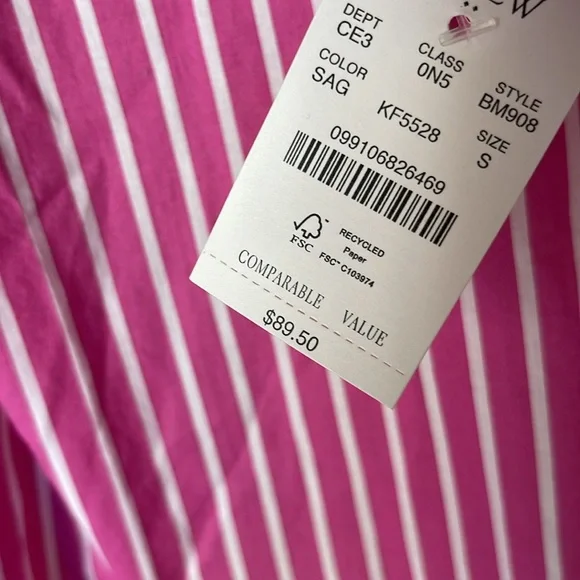 DEPT CLASS STYLE
CE3 0N5 BM908
COLOR SIZE
SAG KF5528 S
099106826469
FSC
RECYCLED
Paper
FSC™ C103974
COMPARABLE VALUE
$89.50